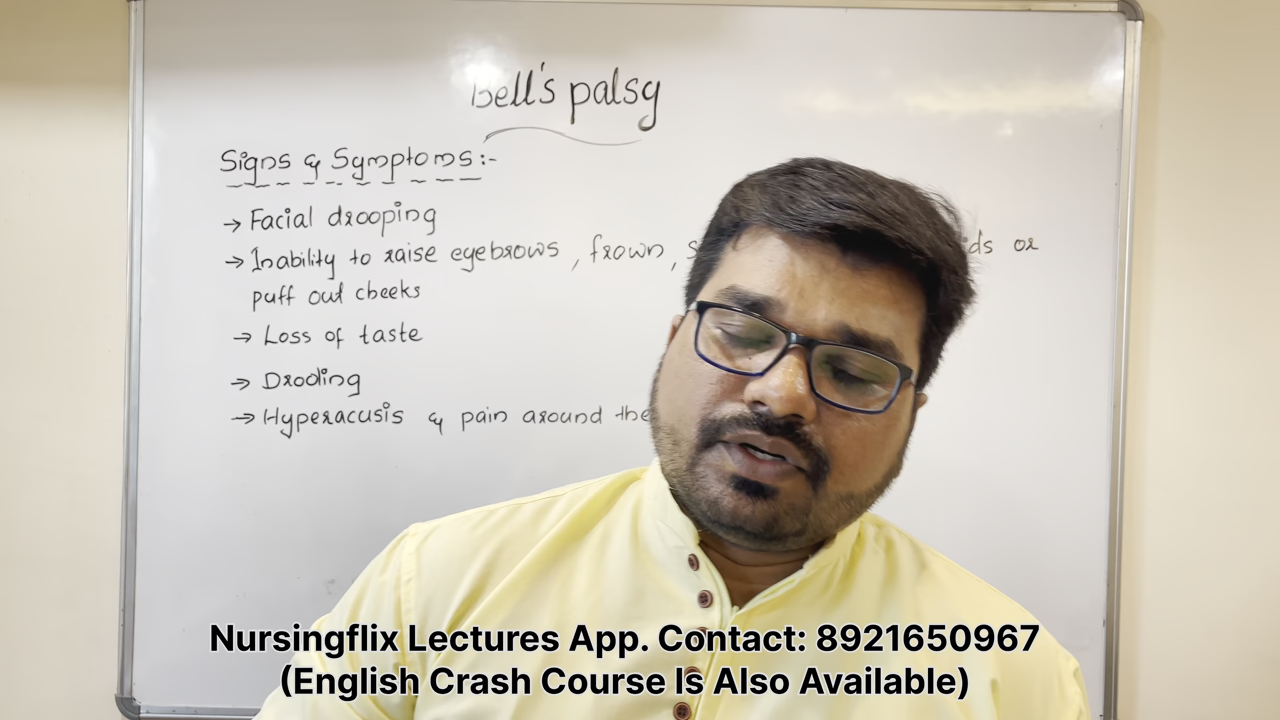 Bell's palsy
Signs & Symptoms:-
→ Facial drooping
→ Inability to raise eyebrows, frown, or
puff out cheeks
→ Loss of taste
→ Drooling
→ Hyperacusis & pain around the
Nursingflix Lectures App. Contact: 8921650967
(English Crash Course Is Also Available)